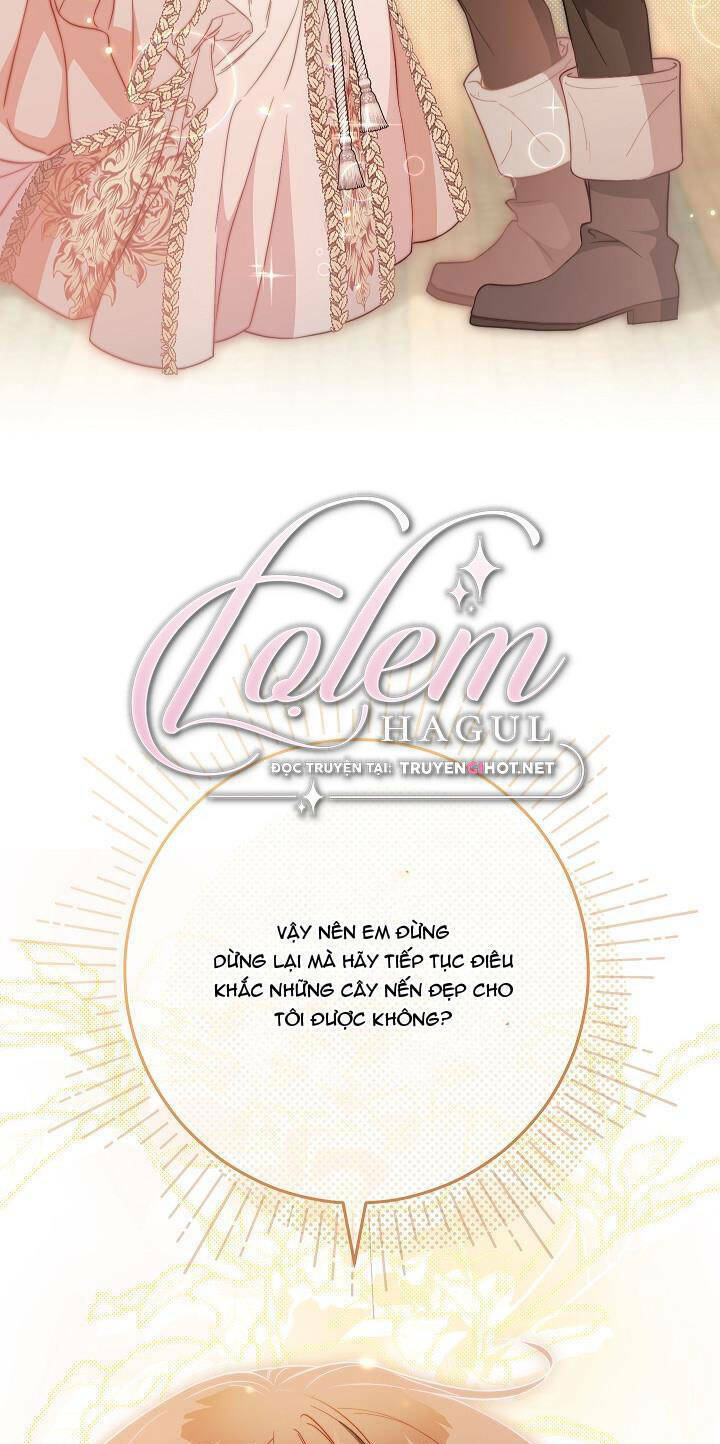 Lọlem
HAGUL
ĐỌC TRUYỆN TẠI: TRUYENGIHOT.NET
VẬY NÊN EM ĐỪNG
DỪNG LẠI MÀ HÃY TIẾP TỤC ĐIÊU
KHẮC NHỮNG CÂY NẾN ĐẸP CHO
TÔI ĐƯỢC KHÔNG?